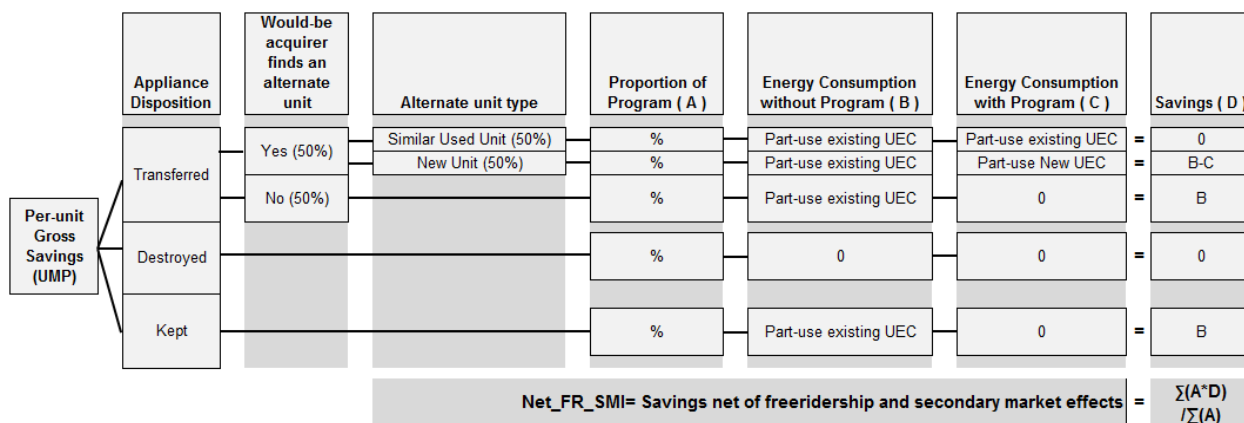 Appliance
Disposition
Would-be
acquirer
finds an
alternate
unit
Alternate unit type
Proportion of
Program ( A )
Energy Consumption
without Program ( B )
Energy Consumption
with Program ( C )
Savings ( D )
Per-unit
Gross
Savings
(UMP)
Transferred
Yes (50%)
Similar Used Unit (50%)
%
Part-use existing UEC
Part-use existing UEC
=
0
New Unit (50%)
%
Part-use existing UEC
Part-use New UEC
=
B-C
No (50%)
%
Part-use existing UEC
0
=
B
Destroyed
%
0
0
=
0
Kept
%
Part-use existing UEC
0
=
B
Net_FR_SMI= Savings net of freeridership and secondary market effects
=
∑(A*D)
/∑(A)